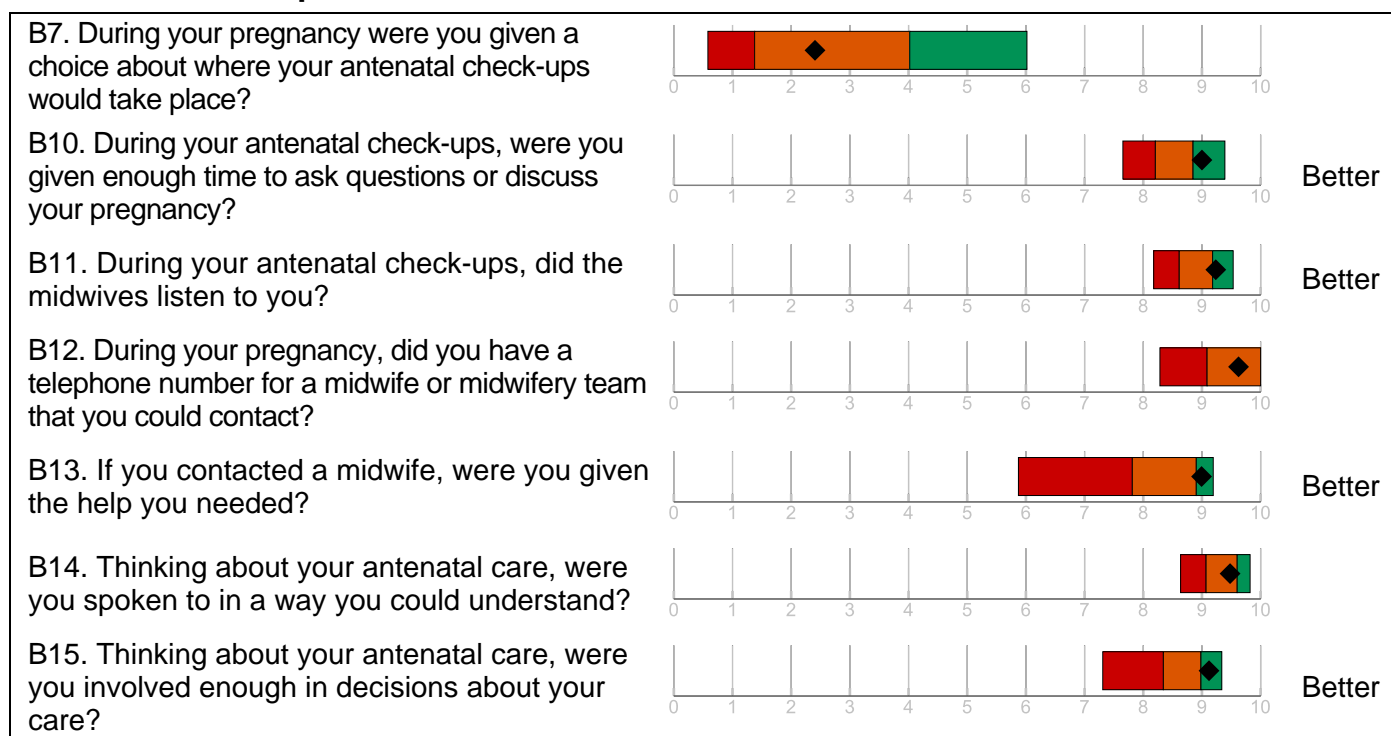 B7. During your pregnancy were you given a
choice about where your antenatal check-ups
would take place?
0 1 2 3 4 5 6 7 8 9 10
B10. During your antenatal check-ups, were you
given enough time to ask questions or discuss
your pregnancy?
0 1 2 3 4 5 6 7 8 9 10
Better
B11. During your antenatal check-ups, did the
midwives listen to you?
0 1 2 3 4 5 6 7 8 9 10
Better
B12. During your pregnancy, did you have a
telephone number for a midwife or midwifery team
that you could contact?
0 1 2 3 4 5 6 7 8 9 10
B13. If you contacted a midwife, were you given
the help you needed?
0 1 2 3 4 5 6 7 8 9 10
Better
B14. Thinking about your antenatal care, were
you spoken to in a way you could understand?
0 1 2 3 4 5 6 7 8 9 10
B15. Thinking about your antenatal care, were
you involved enough in decisions about your
care?
0 1 2 3 4 5 6 7 8 9 10
Better